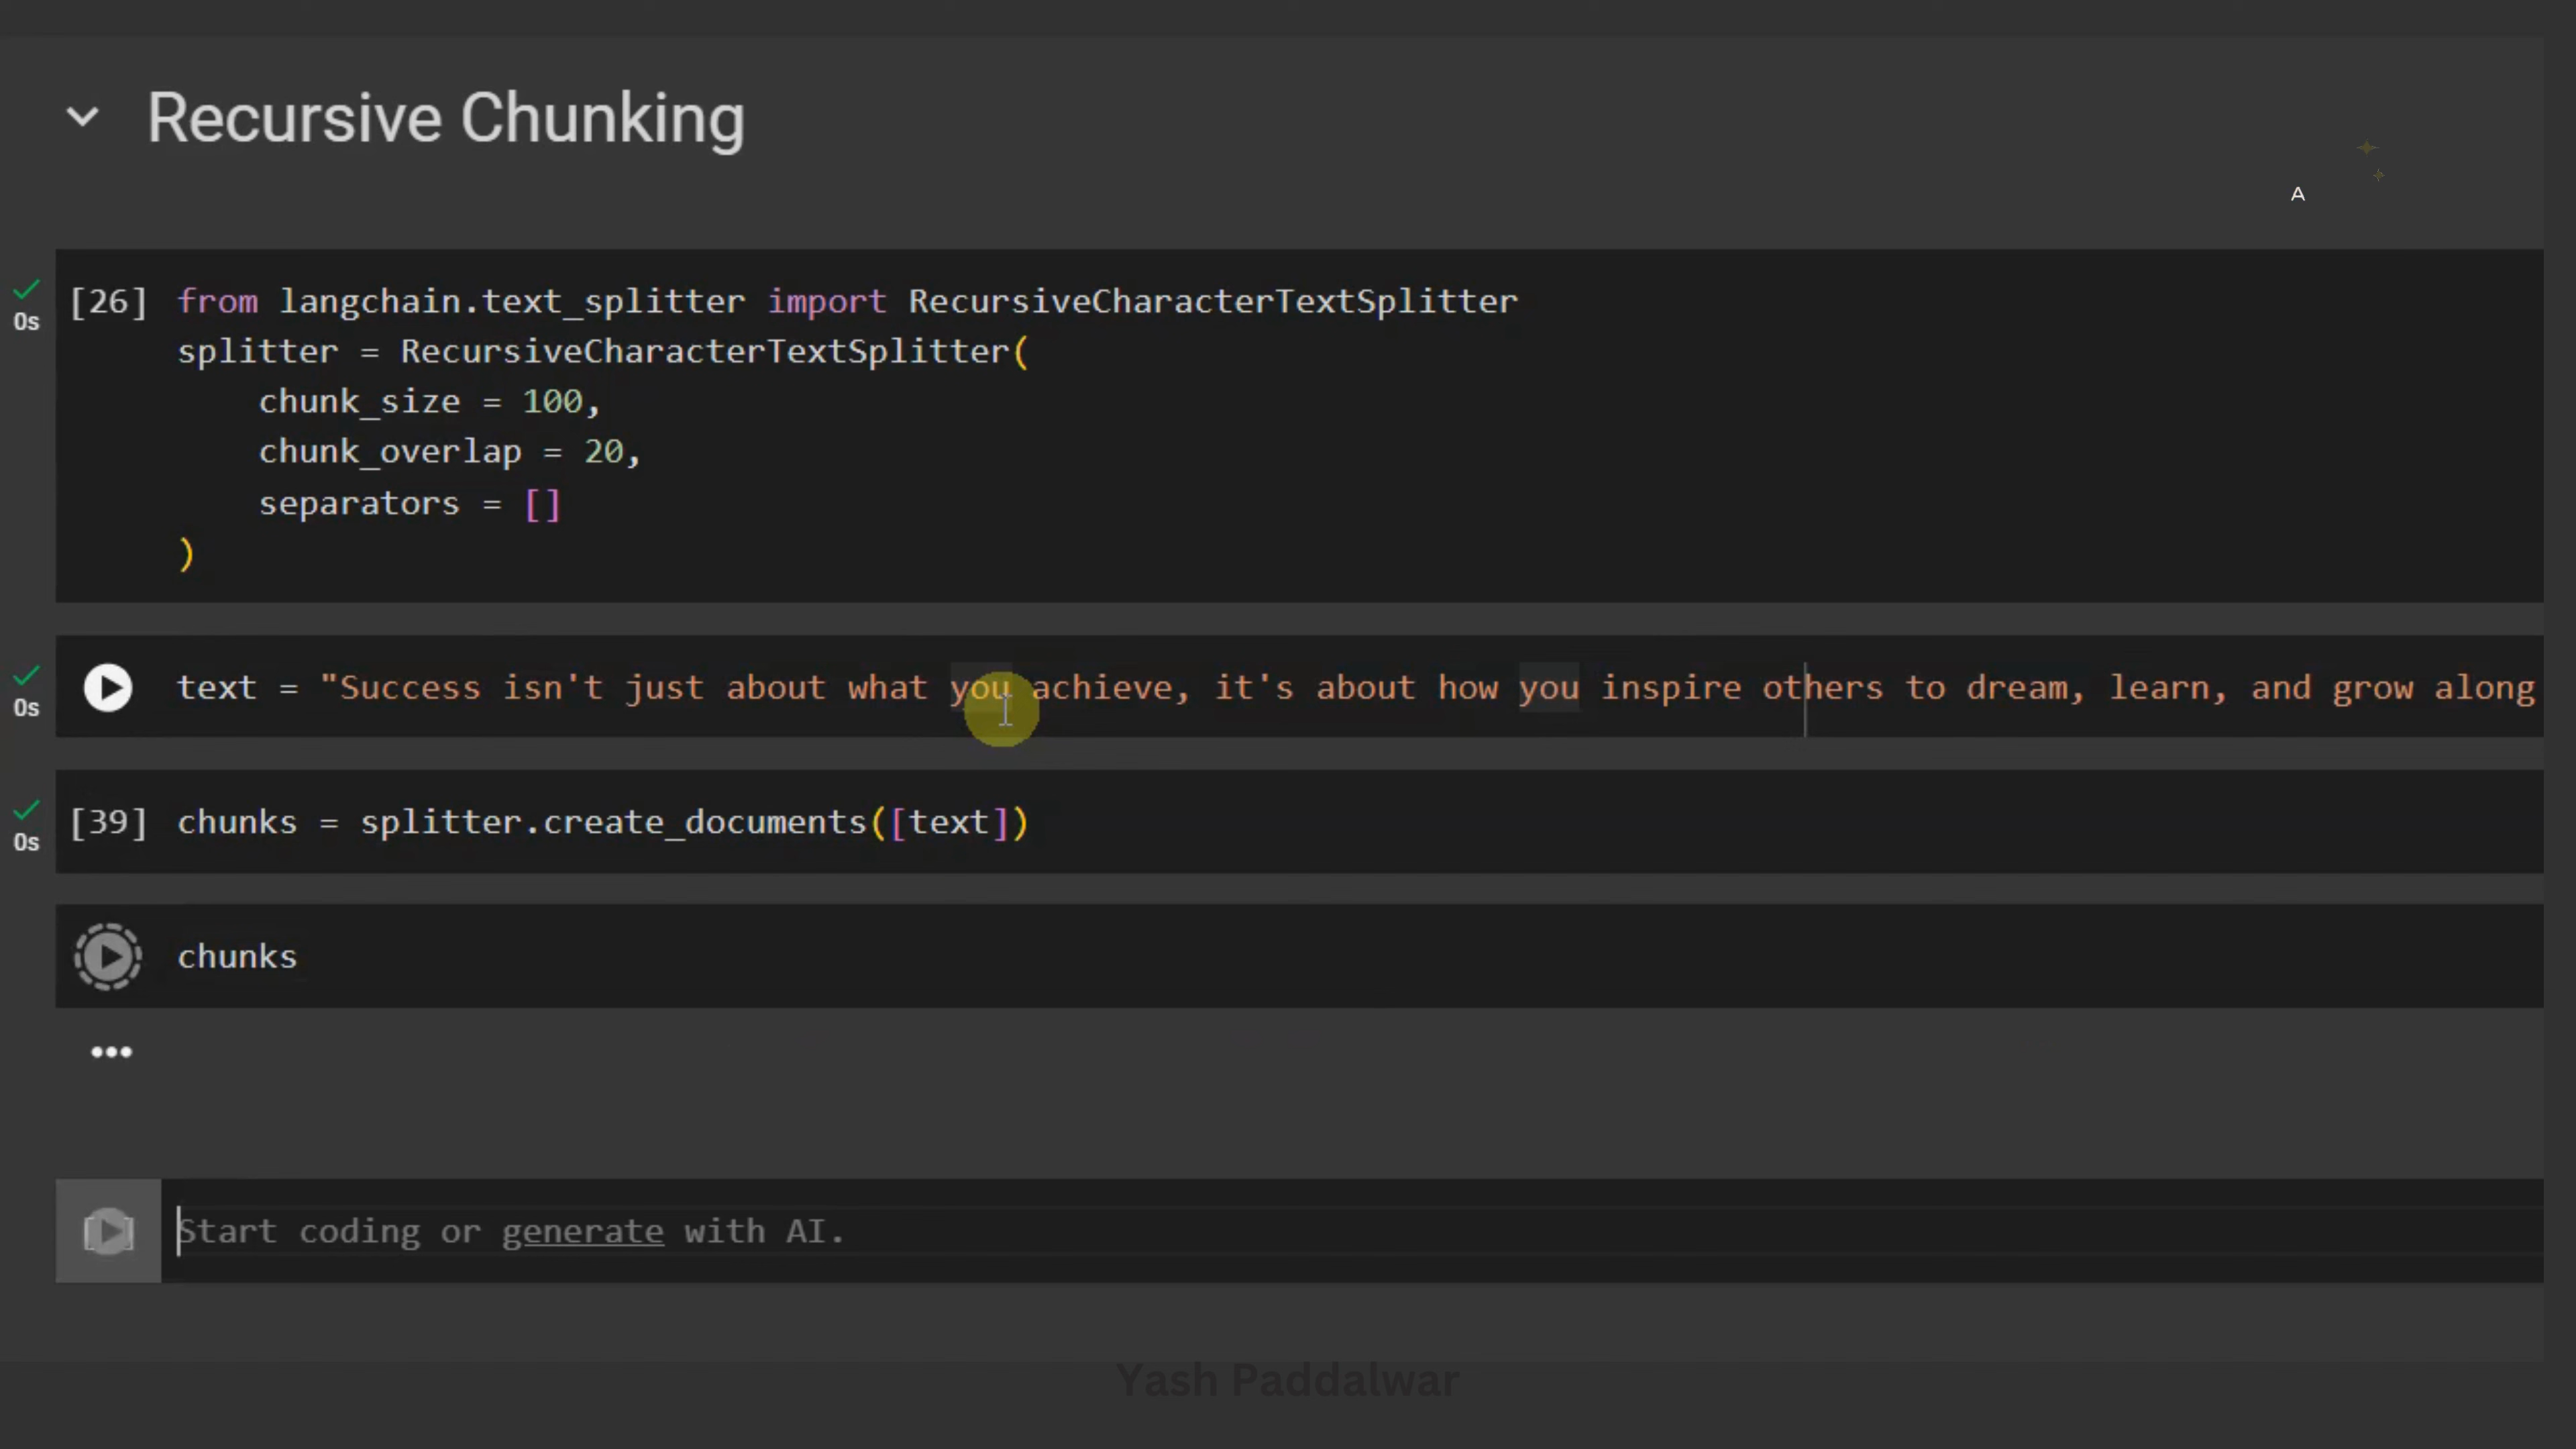 Recursive Chunking
A
[26] from langchain.text_splitter import RecursiveCharacterTextSplitter
splitter = RecursiveCharacterTextSplitter(
    chunk_size = 100,
    chunk_overlap = 20,
    separators = []
)
0s
text = "Success isn't just about what you achieve, it's about how you inspire others to dream, learn, and grow along
0s
[39] chunks = splitter.create_documents([text])
0s
chunks
Start coding or generate with AI.
Yash Paddalwar